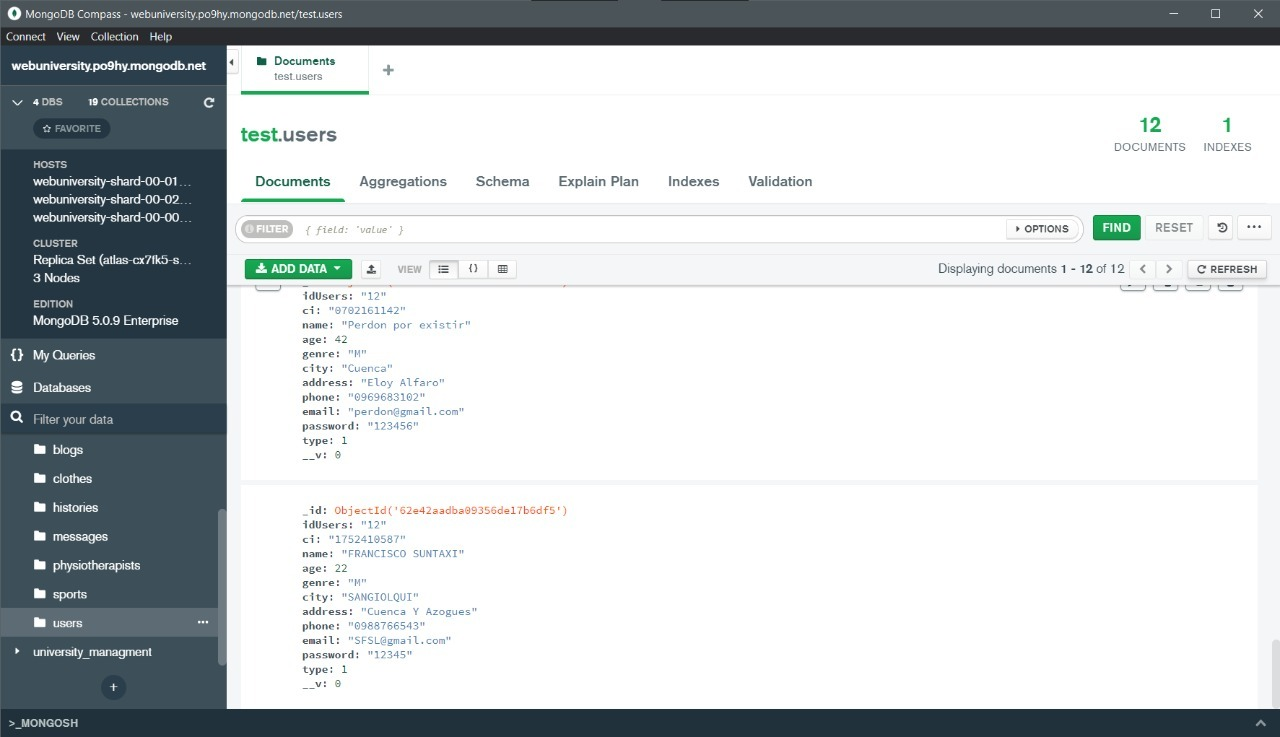 MongoDB Compass - webuniversity.po9hy.mongodb.net/test.users
Connect View Collection Help
webuniversity.po9hy.mongodb.net
4 DBS 19 COLLECTIONS
FAVORITE
HOSTS
webuniversity-shard-00-01...
webuniversity-shard-00-02...
webuniversity-shard-00-00...
CLUSTER
Replica Set (atlas-cx7fk5-s...
3 Nodes
EDITION
MongoDB 5.0.9 Enterprise
{} My Queries
Databases
Filter your data
blogs
clothes
histories
messages
physiotherapists
sports
users ...
university_managment
+
>_MONGOSH
Documents
test.users
+
test.users
12
DOCUMENTS
1
INDEXES
Documents Aggregations Schema Explain Plan Indexes Validation
FILTER { field: 'value' } OPTIONS FIND RESET ...
ADD DATA VIEW {} Displaying documents 1 - 12 of 12 < > REFRESH
idUsers: "12"
ci: "0702161142"
name: "Perdon por existir"
age: 42
genre: "M"
city: "Cuenca"
address: "Eloy Alfaro"
phone: "0969683102"
email: "perdon@gmail.com"
password: "123456"
type: 1
__v: 0
_id: ObjectId('62e42aadba09356de17b6df5')
idUsers: "12"
ci: "1752410587"
name: "FRANCISCO SUNTAXI"
age: 22
genre: "M"
city: "SANGIOLQUI"
address: "Cuenca Y Azogues"
phone: "0988766543"
email: "SFSL@gmail.com"
password: "12345"
type: 1
__v: 0